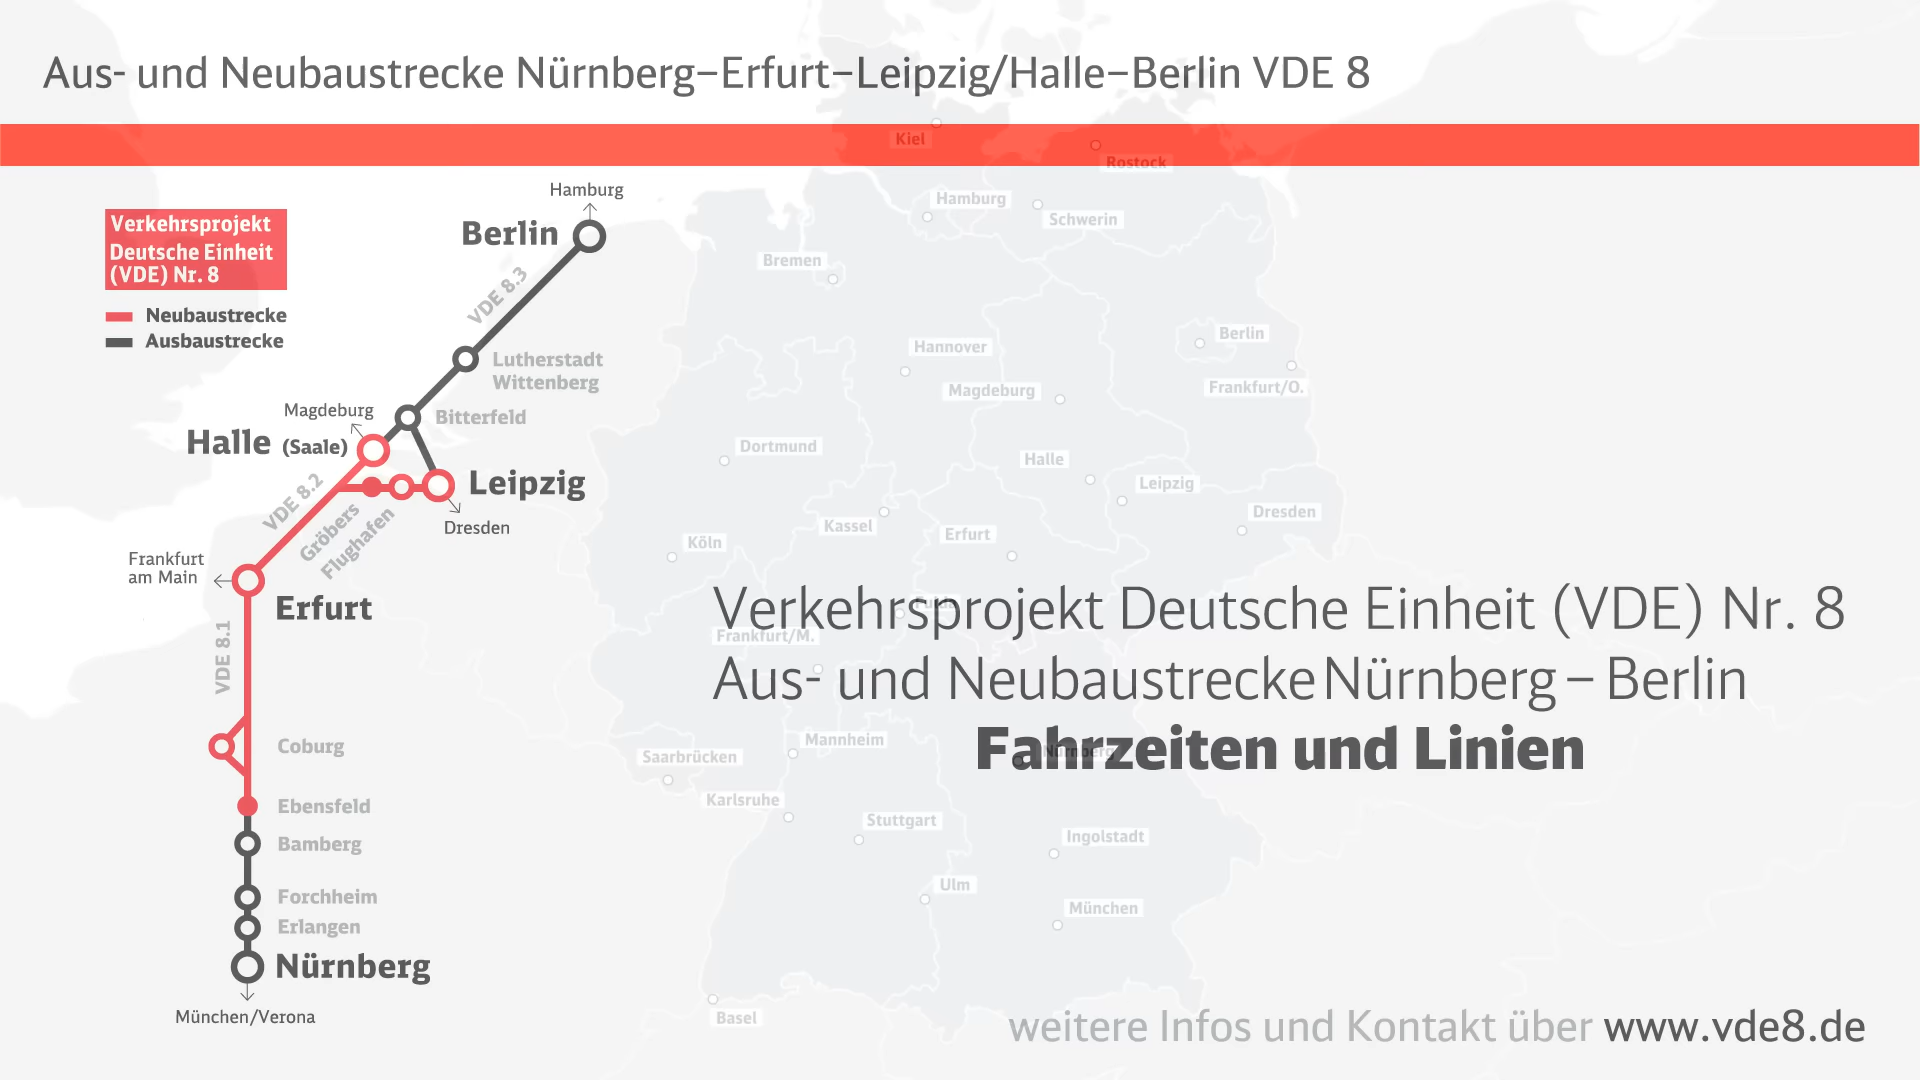 Aus- und Neubaustrecke Nürnberg–Erfurt–Leipzig/Halle–Berlin VDE 8
Kiel
Rostock
Verkehrsprojekt
Deutsche Einheit
(VDE) Nr. 8
Neubaustrecke
Ausbaustrecke
Hamburg
Berlin
VDE 8.3
Lutherstadt
Wittenberg
Bitterfeld
Magdeburg
Halle (Saale)
Leipzig
Dresden
VDE 8.2
Gröbers
Flughafen
Frankfurt
am Main
Erfurt
VDE 8.1
Coburg
Ebensfeld
Bamberg
Forchheim
Erlangen
Nürnberg
München/Verona
Hamburg
Schwerin
Bremen
Berlin
Hannover
Frankfurt/O.
Magdeburg
Dortmund
Halle
Leipzig
Kassel
Dresden
Erfurt
Köln
Fulda
Frankfurt/M.
Verkehrsprojekt Deutsche Einheit (VDE) Nr. 8
Aus- und Neubaustrecke Nürnberg – Berlin
Fahrzeiten und Linien
Nürnberg
Mannheim
Saarbrücken
Karlsruhe
Stuttgart
Ingolstadt
Ulm
München
Basel
weitere Infos und Kontakt über www.vde8.de